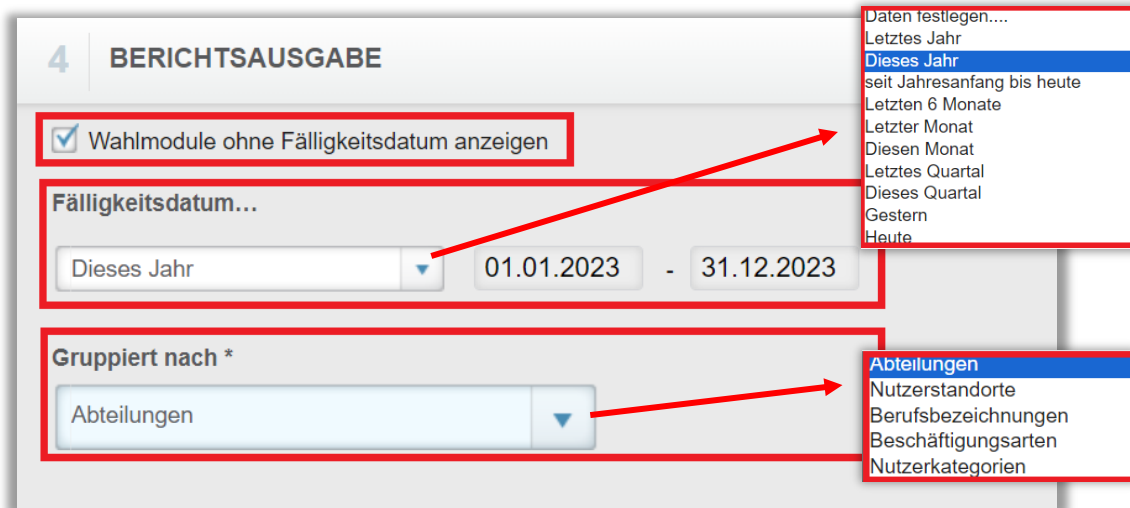 4 BERICHTSAUSGABE
Wahlmodule ohne Fälligkeitsdatum anzeigen
Fälligkeitsdatum...
Dieses Jahr 01.01.2023 - 31.12.2023
Gruppiert nach *
Abteilungen
Daten festlegen....
Letztes Jahr
Dieses Jahr
seit Jahresanfang bis heute
Letzten 6 Monate
Letzter Monat
Diesen Monat
Letztes Quartal
Dieses Quartal
Gestern
Heute
Abteilungen
Nutzerstandorte
Berufsbezeichnungen
Beschäftigungsarten
Nutzerkategorien